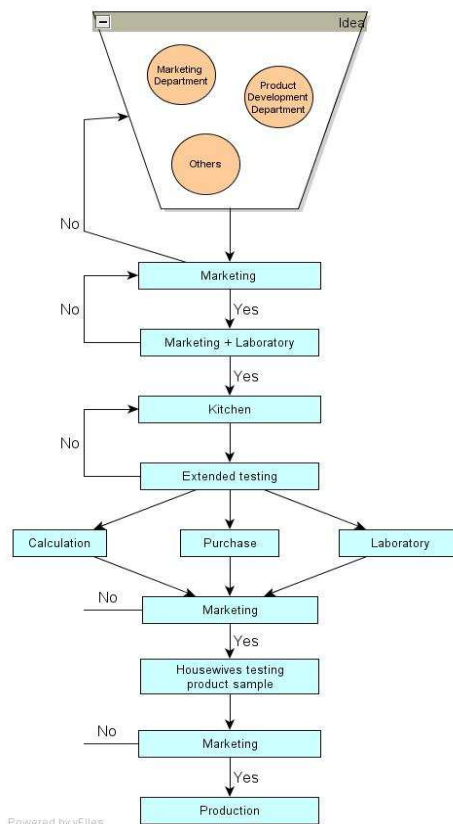 Idea
Marketing
Department
Product
Development
Department
Others
No
Marketing
No
Yes
Marketing + Laboratory
Yes
Kitchen
No
Extended testing
Calculation
Purchase
Laboratory
No
Marketing
Yes
Housewives testing
product sample
No
Marketing
Yes
Production
Powered by yFiles